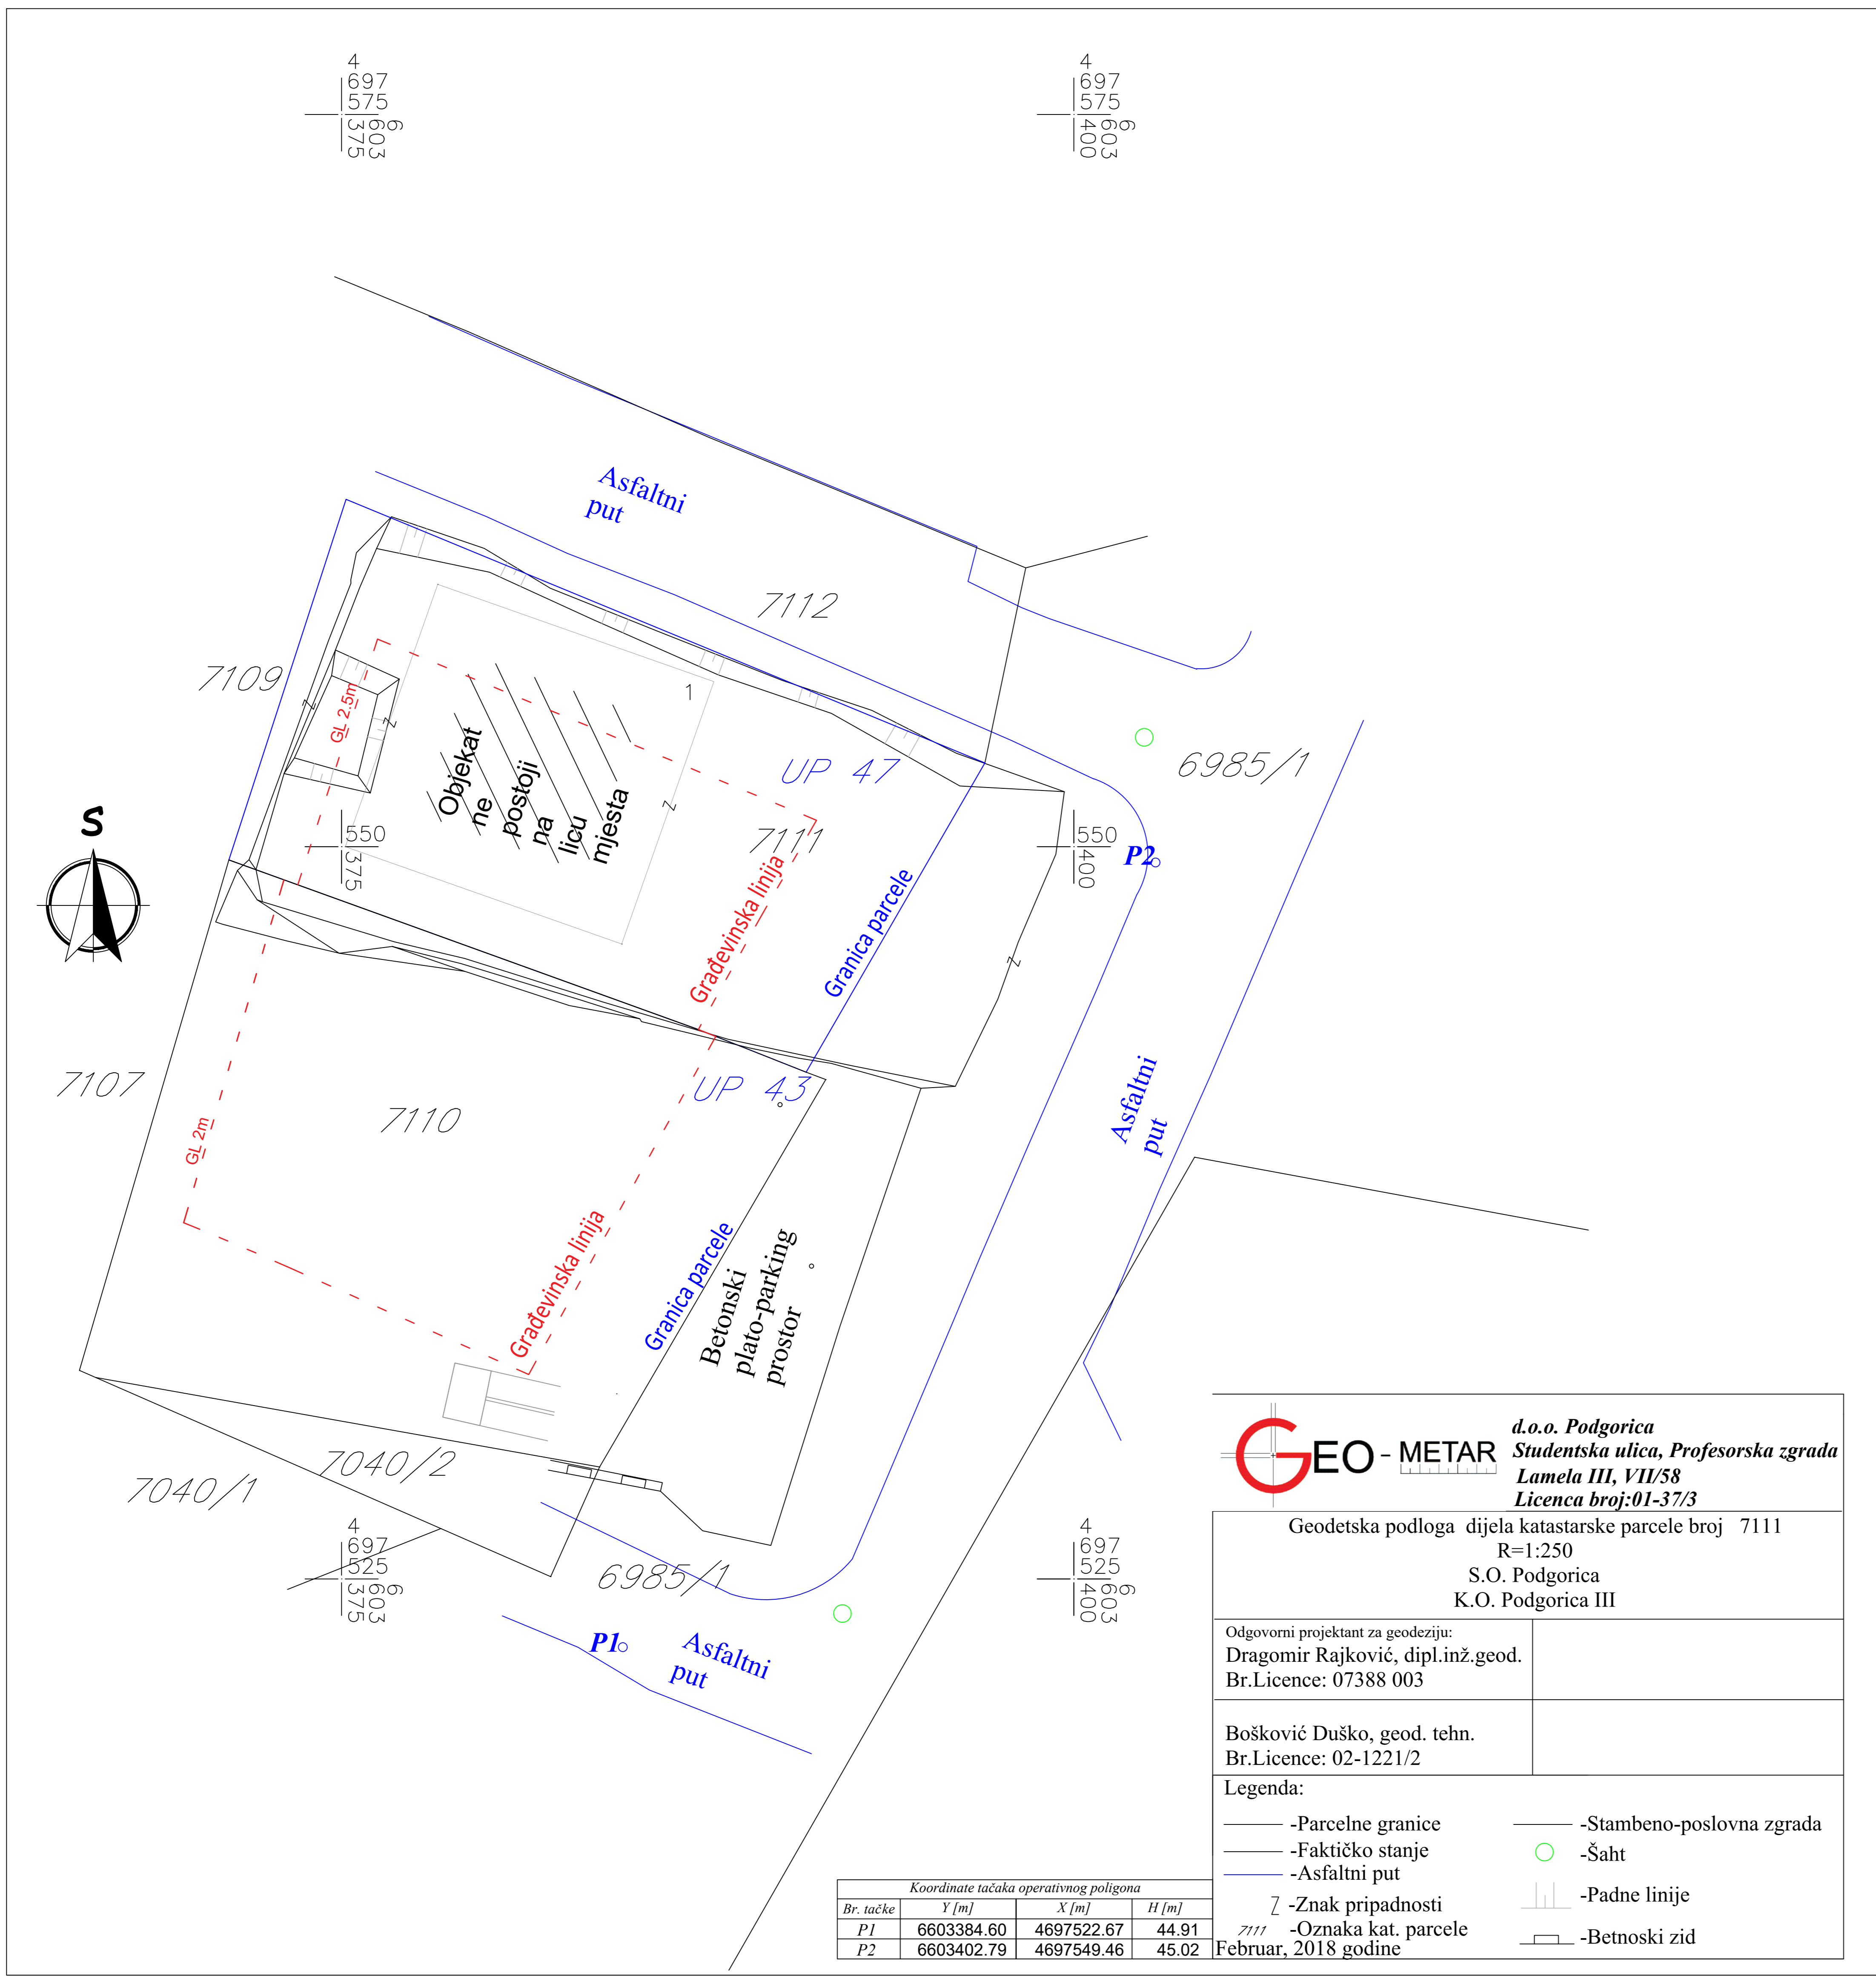 4
697
575
6
603
375
4
697
575
6
603
400
Asfaltni
put
7112
7109
GL 2.5m
1
Objekat
ne
postoji
na
licu
mjesta
UP 47
7111
6985/1
S
550
375
550
400
P2
Građevinska linija
Granica parcele
7107
7110
UP 43
GL 2m
Asfaltni
put
Građevinska linija
Granica parcele
Betonski
plato-parking
prostor
7040/2
7040/1
4
697
525
6
603
375
6985/1
4
697
525
6
603
400
P1
Asfaltni
put
GEO - METAR
d.o.o. Podgorica
Studentska ulica, Profesorska zgrada
Lamela III, VII/58
Licenca broj:01-37/3
Geodetska podloga dijela katastarske parcele broj 7111
R=1:250
S.O. Podgorica
K.O. Podgorica III
Odgovorni projektant za geodeziju:
Dragomir Rajković, dipl.inž.geod.
Br.Licence: 07388 003
Bošković Duško, geod. tehn.
Br.Licence: 02-1221/2
Legenda:
-Parcelne granice
-Faktičko stanje
-Asfaltni put
Z -Znak pripadnosti
7111 -Oznaka kat. parcele
-Stambeno-poslovna zgrada
-Šaht
-Padne linije
-Betnoski zid
Februar, 2018 godine
Koordinate tačaka operativnog poligona
Br. tačke Y [m] X [m] H [m]
P1 6603384.60 4697522.67 44.91
P2 6603402.79 4697549.46 45.02